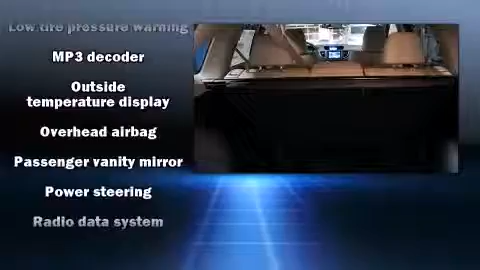 Low tire pressure warning
MP3 decoder
Outside
temperature display
Overhead airbag
Passenger vanity mirror
Power steering
Radio data system